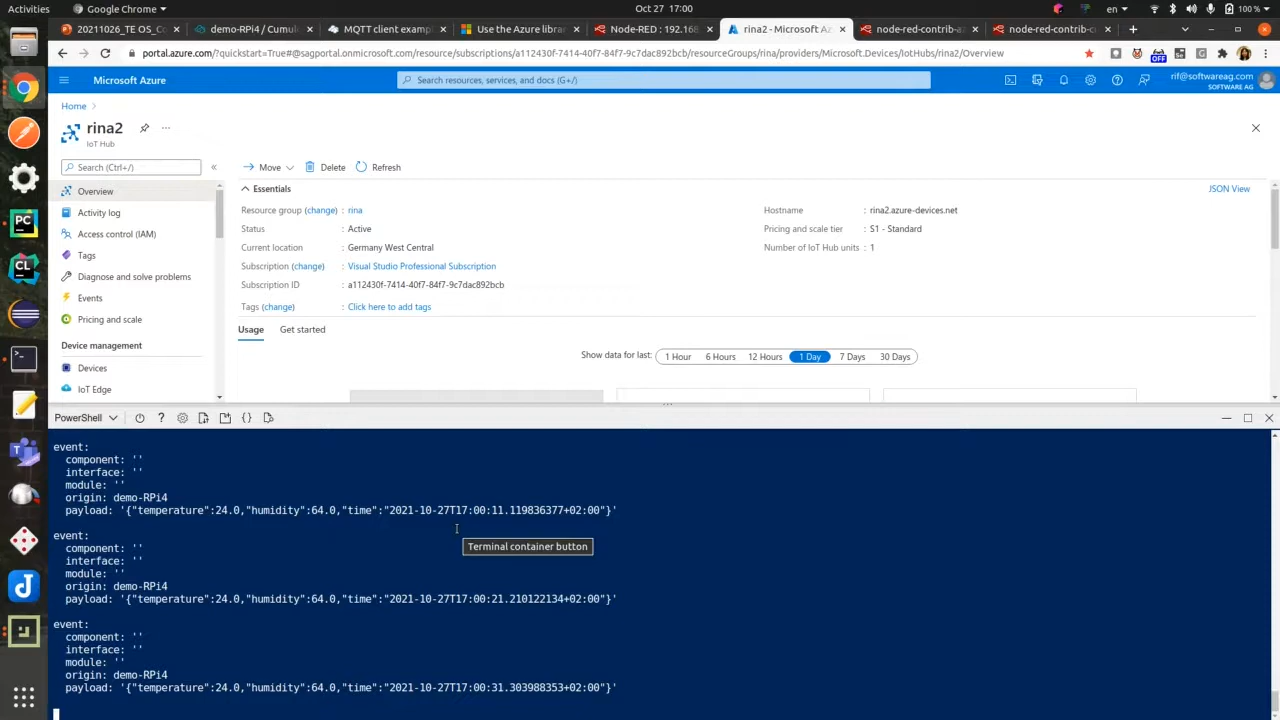 Activities
Google Chrome
Oct 27 17:00
en
100 %
20211026_TE OS_Co
demo-RPi4 / Cumul
MQTT client exampl
Use the Azure library
Node-RED : 192.168
rina2 - Microsoft Az
node-red-contrib-az
node-red-contrib-cu
portal.azure.com/?quickstart=True#@sagportal.onmicrosoft.com/resource/subscriptions/a112430f-7414-40f7-84f7-9c7dac892bcb/resourceGroups/rina/providers/Microsoft.Devices/IotHubs/rina2/Overview
OFF
Microsoft Azure
Search resources, services, and docs (G+/)
rif@softwareag.com
SOFTWARE AG
Home
rina2
IoT Hub
Search (Ctrl+/)
Move
Delete
Refresh
Overview
Activity log
Access control (IAM)
Tags
Diagnose and solve problems
Events
Pricing and scale
Device management
Devices
IoT Edge
Essentials
JSON View
Resource group (change) : rina
Status : Active
Current location : Germany West Central
Subscription (change) : Visual Studio Professional Subscription
Subscription ID : a112430f-7414-40f7-84f7-9c7dac892bcb
Tags (change) : Click here to add tags
Hostname : rina2.azure-devices.net
Pricing and scale tier : S1 - Standard
Number of IoT Hub units : 1
Usage
Get started
Show data for last:
1 Hour
6 Hours
12 Hours
1 Day
7 Days
30 Days
PowerShell
event:
component: ''
interface: ''
module: ''
origin: demo-RPi4
payload: '{"temperature":24.0,"humidity":64.0,"time":"2021-10-27T17:00:11.119836377+02:00"}'
Terminal container button
event:
component: ''
interface: ''
module: ''
origin: demo-RPi4
payload: '{"temperature":24.0,"humidity":64.0,"time":"2021-10-27T17:00:21.210122134+02:00"}'
event:
component: ''
interface: ''
module: ''
origin: demo-RPi4
payload: '{"temperature":24.0,"humidity":64.0,"time":"2021-10-27T17:00:31.303988353+02:00"}'